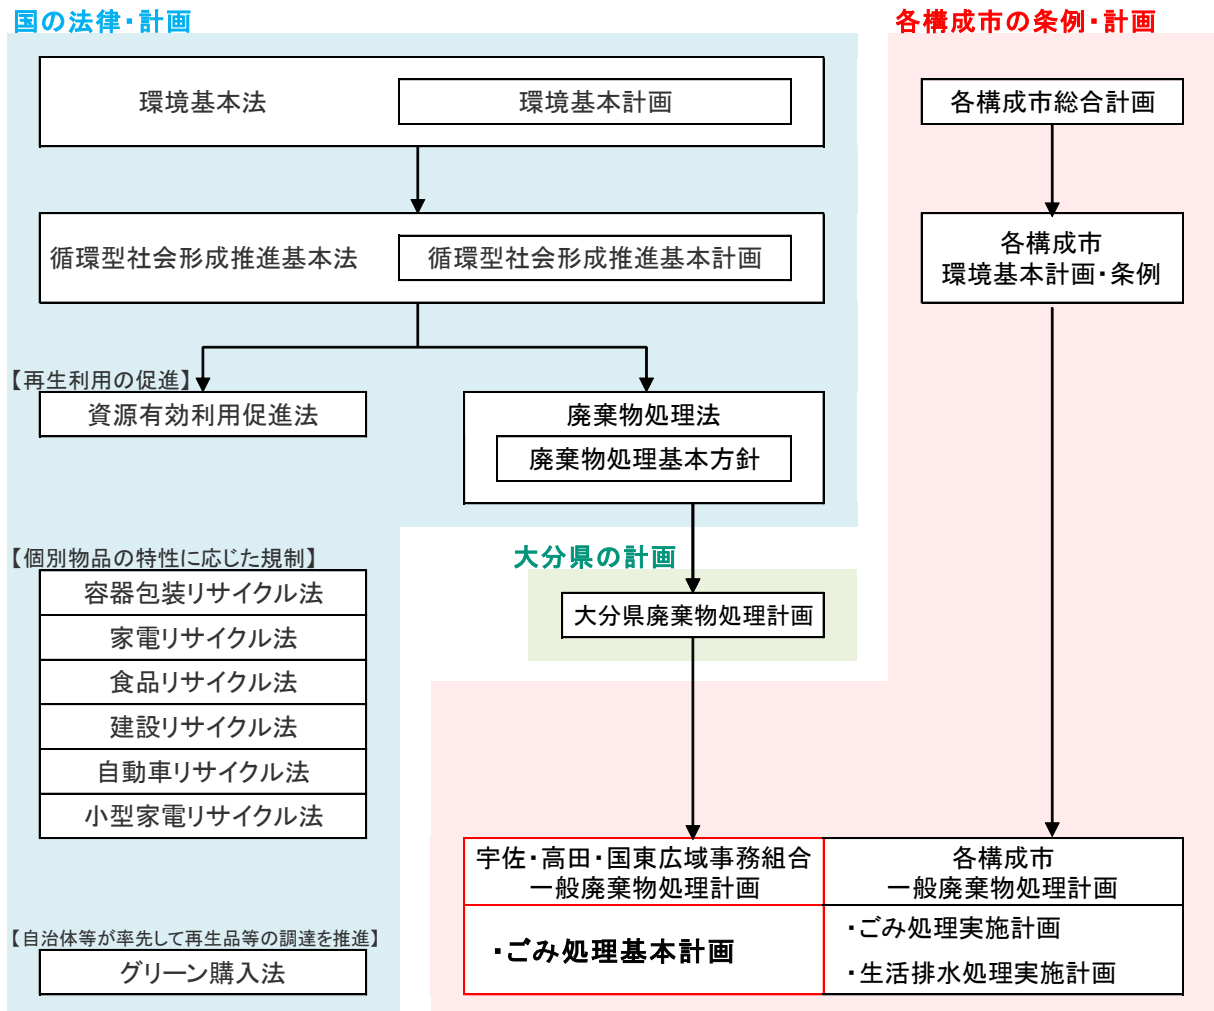 国の法律・計画
環境基本法
環境基本計画
循環型社会形成推進基本法
循環型社会形成推進基本計画
【再生利用の促進】
資源有効利用促進法
廃棄物処理法
廃棄物処理基本方針
【個別物品の特性に応じた規制】
容器包装リサイクル法
家電リサイクル法
食品リサイクル法
建設リサイクル法
自動車リサイクル法
小型家電リサイクル法
【自治体等が率先して再生品等の調達を推進】
グリーン購入法
大分県の計画
大分県廃棄物処理計画
各構成市の条例・計画
各構成市総合計画
各構成市
環境基本計画・条例
宇佐・高田・国東広域事務組合
一般廃棄物処理計画
・ごみ処理基本計画
各構成市
一般廃棄物処理計画
・ごみ処理実施計画
・生活排水処理実施計画